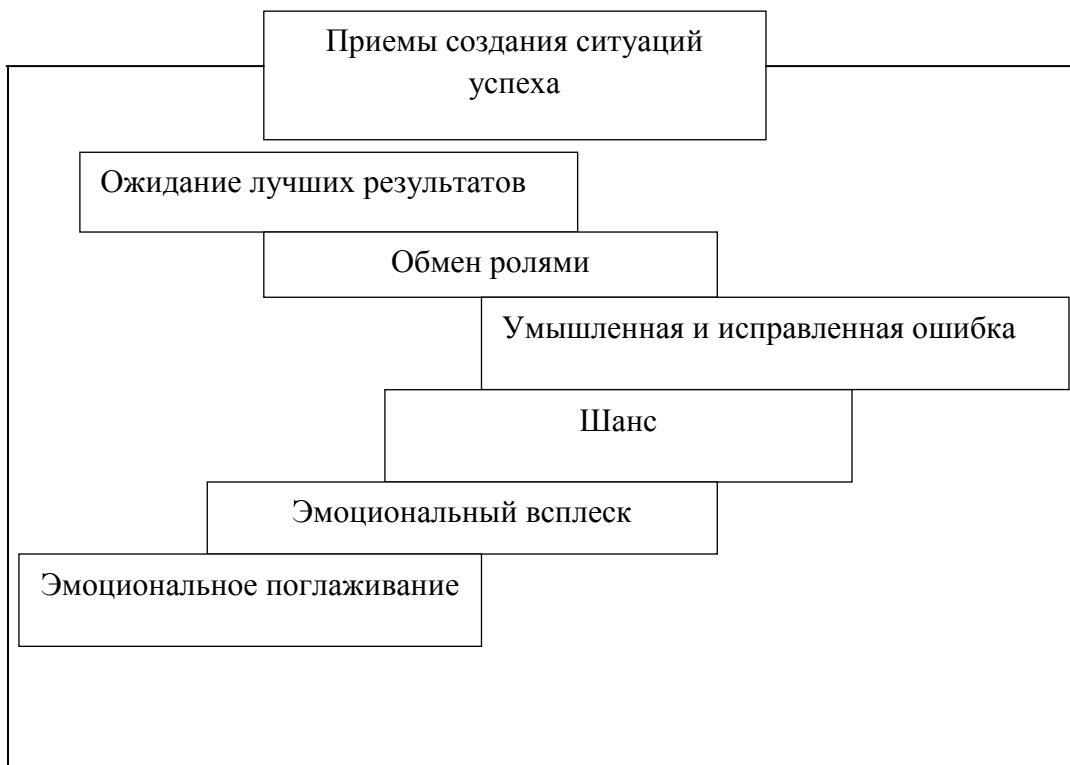 Приемы создания ситуаций
успеха
Ожидание лучших результатов
Обмен ролями
Умышленная и исправленная ошибка
Шанс
Эмоциональный всплеск
Эмоциональное поглаживание